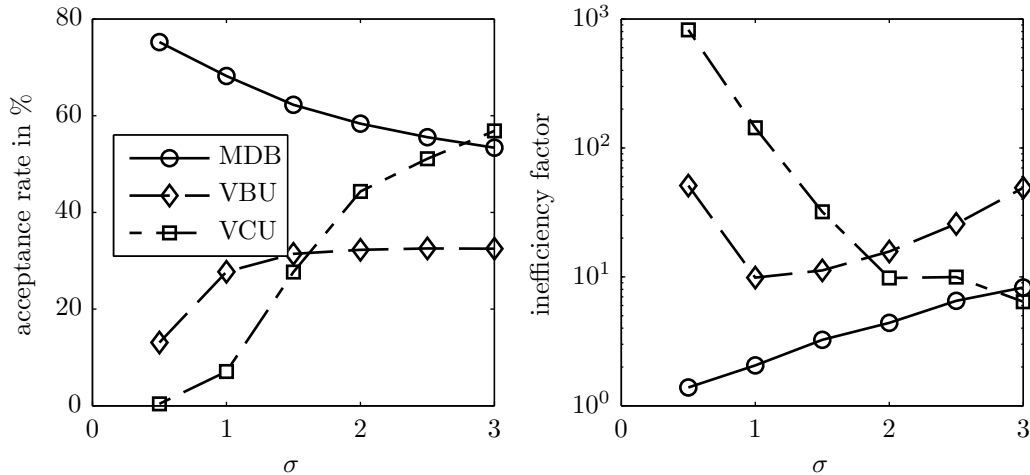 80
60
40
20
0
acceptance rate in %
MDB
VBU
VCU
0
1
2
3
σ
10³
10²
10¹
10⁰
inefficiency factor
0
1
2
3
σ